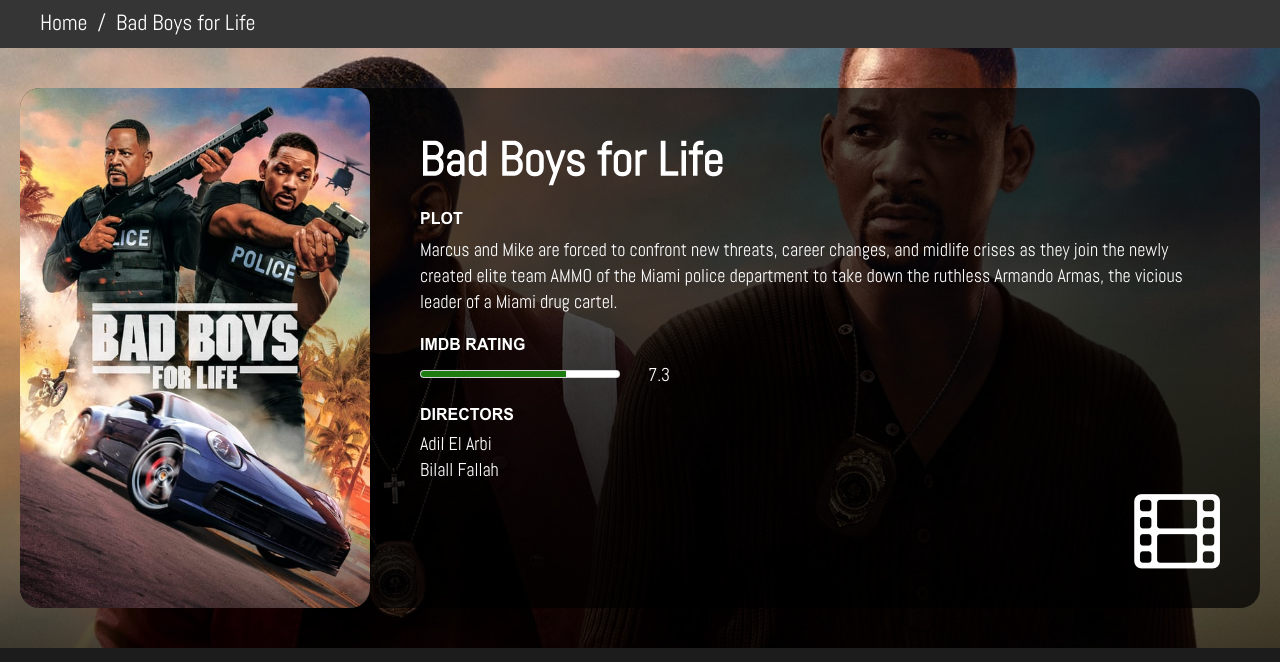 Home / Bad Boys for Life
LICE
POLICE
BAD BOYS
FOR LIFE
Bad Boys for Life
PLOT
Marcus and Mike are forced to confront new threats, career changes, and midlife crises as they join the newly
created elite team AMMO of the Miami police department to take down the ruthless Armando Armas, the vicious
leader of a Miami drug cartel.
IMDB RATING
7.3
DIRECTORS
Adil El Arbi
Bilall Fallah